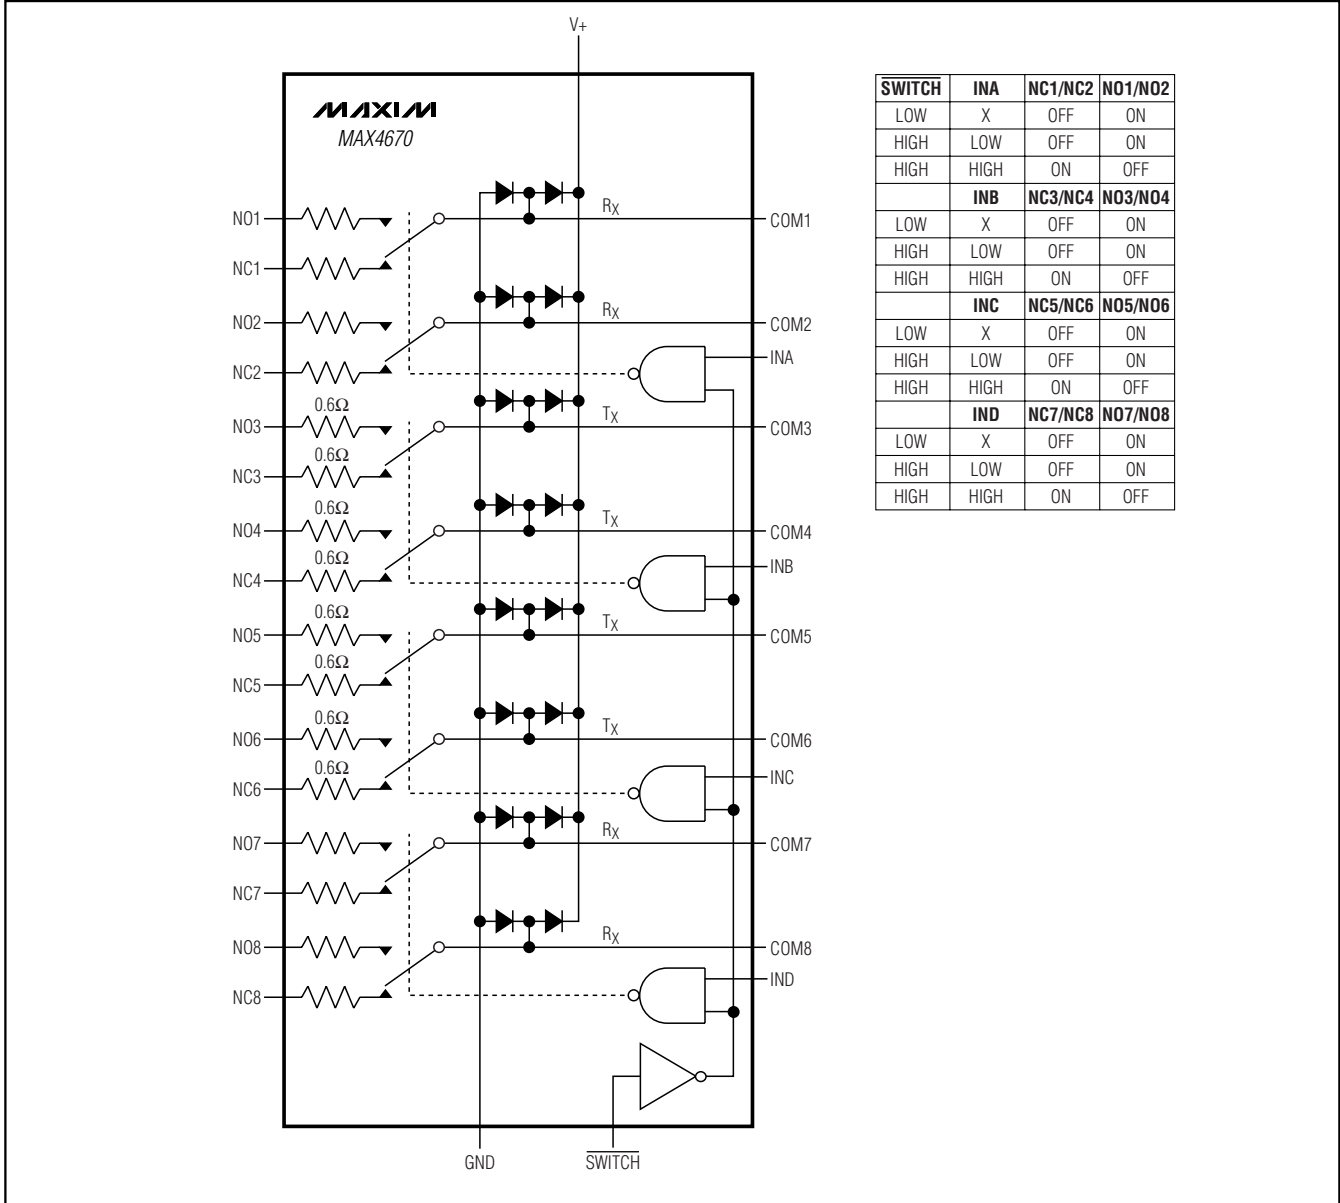 V+
MAXIM
MAX4670
NO1
RX
COM1
NC1
NO2
RX
COM2
INA
NC2
0.6Ω
NO3
TX
COM3
0.6Ω
NC3
0.6Ω
NO4
TX
COM4
0.6Ω
NC4
INB
0.6Ω
NO5
TX
COM5
0.6Ω
NC5
0.6Ω
NO6
TX
COM6
0.6Ω
NC6
INC
NO7
RX
COM7
NC7
NO8
RX
COM8
NC8
IND
GND
SWITCH
SWITCH INA NC1/NC2 NO1/NO2
LOW X OFF ON
HIGH LOW OFF ON
HIGH HIGH ON OFF
INB NC3/NC4 NO3/NO4
LOW X OFF ON
HIGH LOW OFF ON
HIGH HIGH ON OFF
INC NC5/NC6 NO5/NO6
LOW X OFF ON
HIGH LOW OFF ON
HIGH HIGH ON OFF
IND NC7/NC8 NO7/NO8
LOW X OFF ON
HIGH LOW OFF ON
HIGH HIGH ON OFF